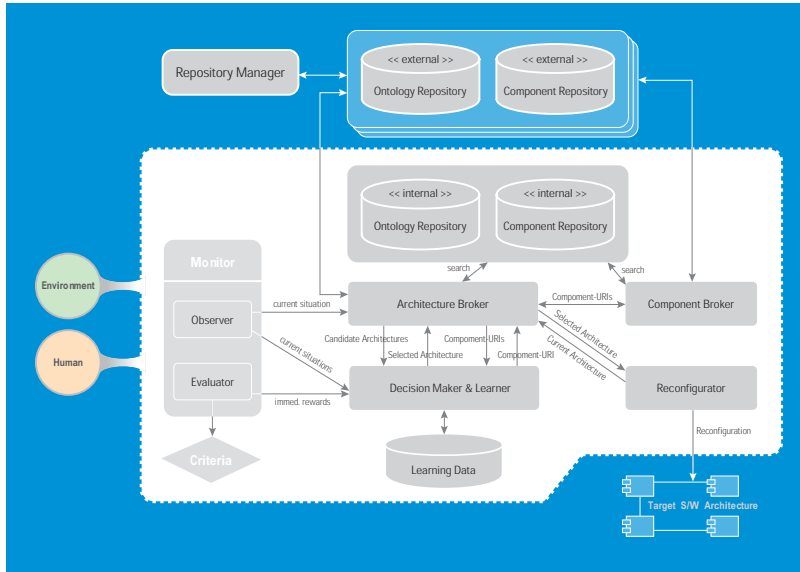 << external >>
<< external >>
Repository Manager
Ontology Repository
Component Repository
<< internal >>
<< internal >>
Ontology Repository
Component Repository
Monitor
search
search
Environment
Compoment-URIs
current situation
Architecture Broker
Component Broker
Observer
Selected Architecture
Candidate Architectures
Compoment-URIs
current situations
Selected Architecture
Compoment-URI
Current Architecture
Human
Evaluator
Decision Maker & Learner
Reconfigurator
immed. rewards
Reconfiguration
Criteria
Learning Data
Target S/W Architecture